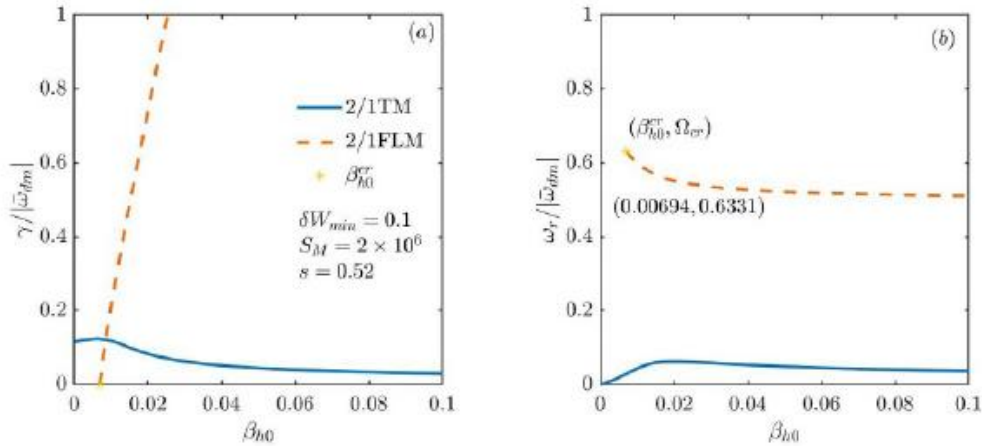 (a)
1
0.8
0.6
0.4
0.2
0
γ/|ω̄_{dm}|
2/1TM
2/1FLM
β_{h0}^{cr}
δW_{min} = 0.1
S_M = 2 × 10^6
s = 0.52
0 0.02 0.04 0.06 0.08 0.1
β_{h0}
(b)
1
0.8
0.6
0.4
0.2
0
ω_r/|ω̄_{dm}|
(β_{h0}^{cr}, Ω_{cr})
(0.00694, 0.6331)
0 0.02 0.04 0.06 0.08 0.1
β_{h0}